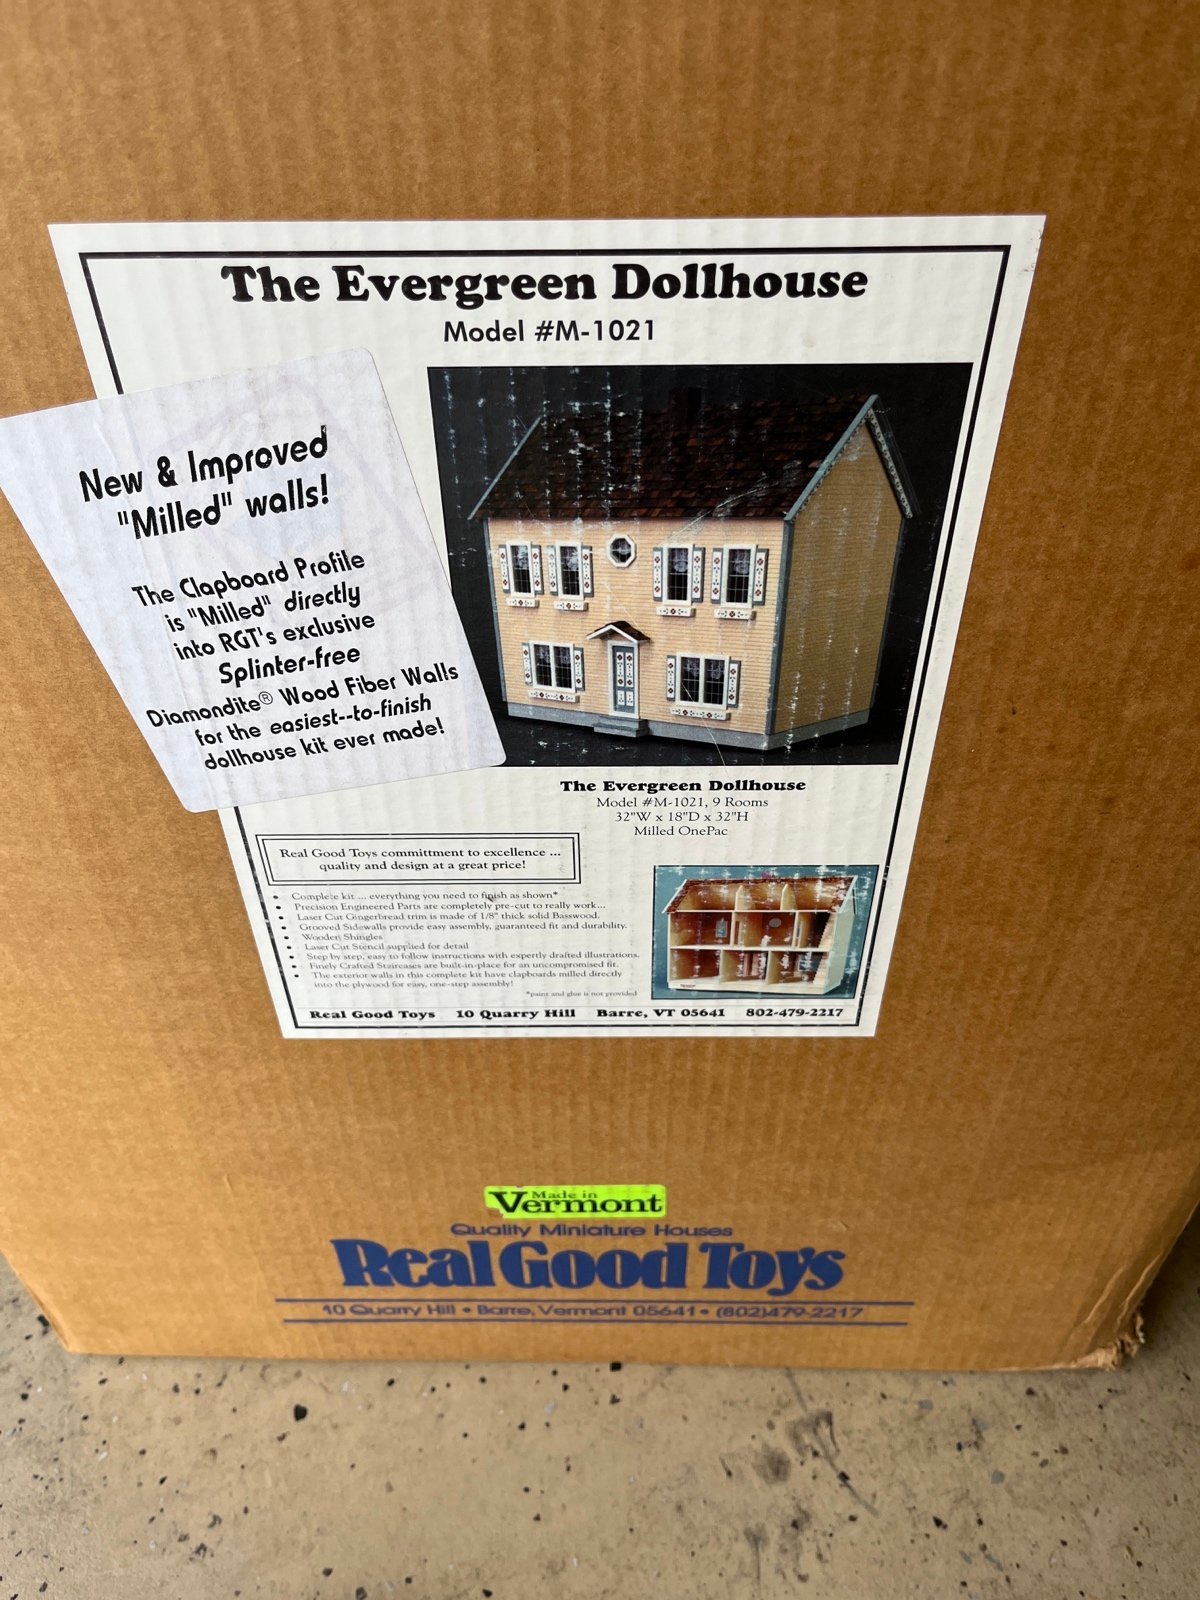 The Evergreen Dollhouse
Model #M-1021
New & Improved
"Milled" walls!
The Clapboard Profile
is "Milled" directly
into RGT's exclusive
Splinter-free
Diamondite® Wood Fiber Walls
for the easiest--to-finish
dollhouse kit ever made!
The Evergreen Dollhouse
Model #M-1021, 9 Rooms
32"W x 18"D x 32"H
Milled OnePac
Real Good Toys committment to excellence ...
quality and design at a great price!
• Complete kit ... everything you need to finish as shown*
• Precision Engineered Parts are completely pre-cut to really work...
• Laser Cut Gingerbread trim is made of 1/8" thick solid Basswood.
• Grooved Sidewalls provide easy assembly, guaranteed fit and durability.
• Wooden Shingles
• Laser Cut Stencil supplied for detail
• Step by step, easy to follow instructions with expertly drafted illustrations.
• Finely Crafted Staircases are built-in-place for an uncompromised fit.
• The exterior walls in this complete kit have clapboards milled directly
into the plywood for easy, one-step assembly!
*paint and glue is not provided
Real Good Toys 10 Quarry Hill Barre, VT 05641 802-479-2217
Made in
Vermont
Quality Miniature Houses
Real Good Toys
10 Quarry Hill • Barre, Vermont 05641 • (802)479-2217